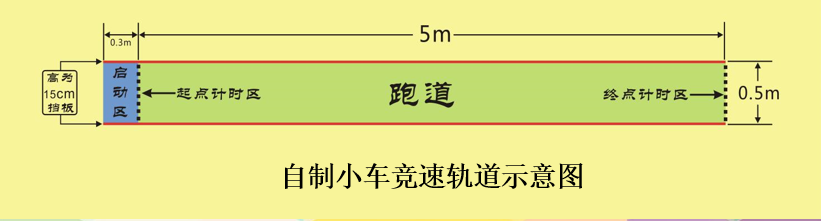 5m
0.3m
高为
15cm
挡板
启动区
起点计时区
跑道
终点计时区
0.5m
自制小车竞速轨道示意图